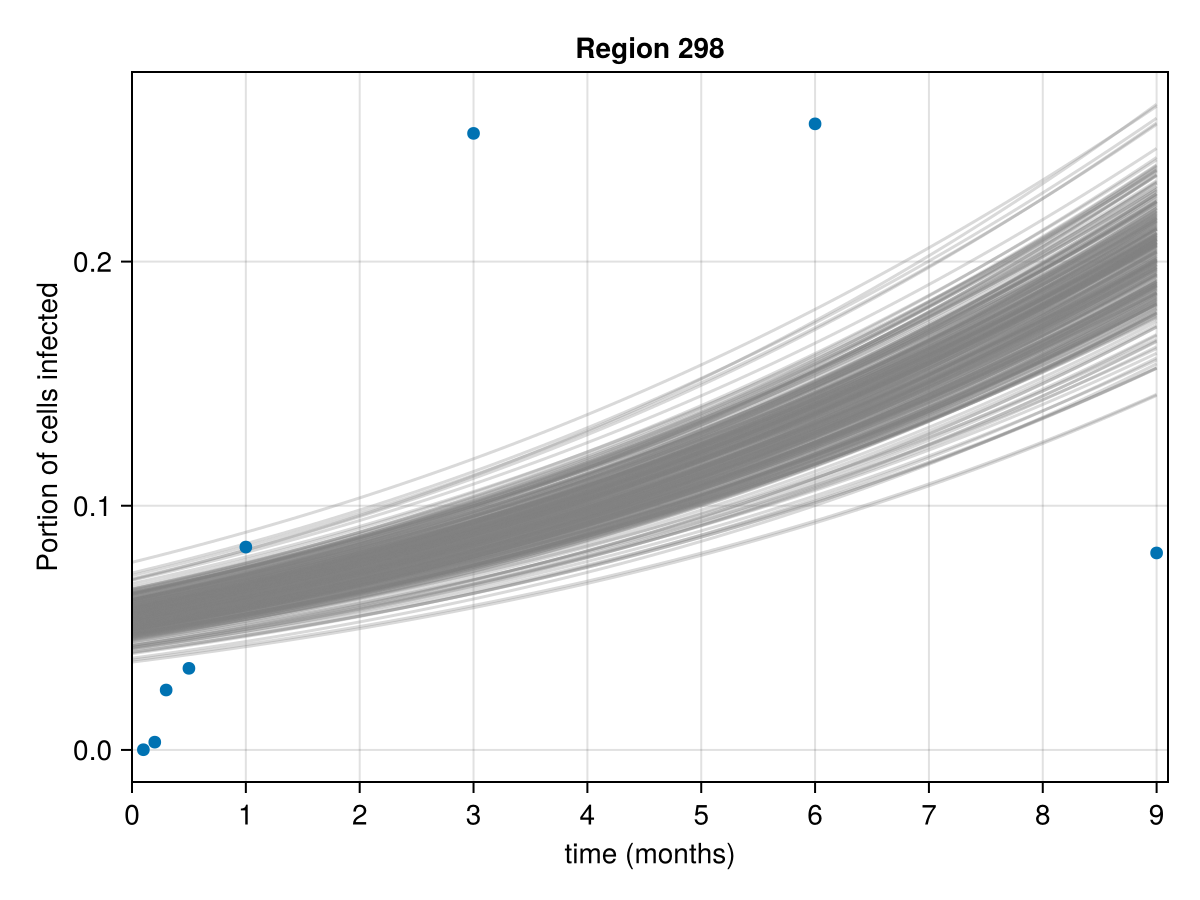 Region 298
Portion of cells infected
0.2
0.1
0.0
0 1 2 3 4 5 6 7 8 9
time (months)